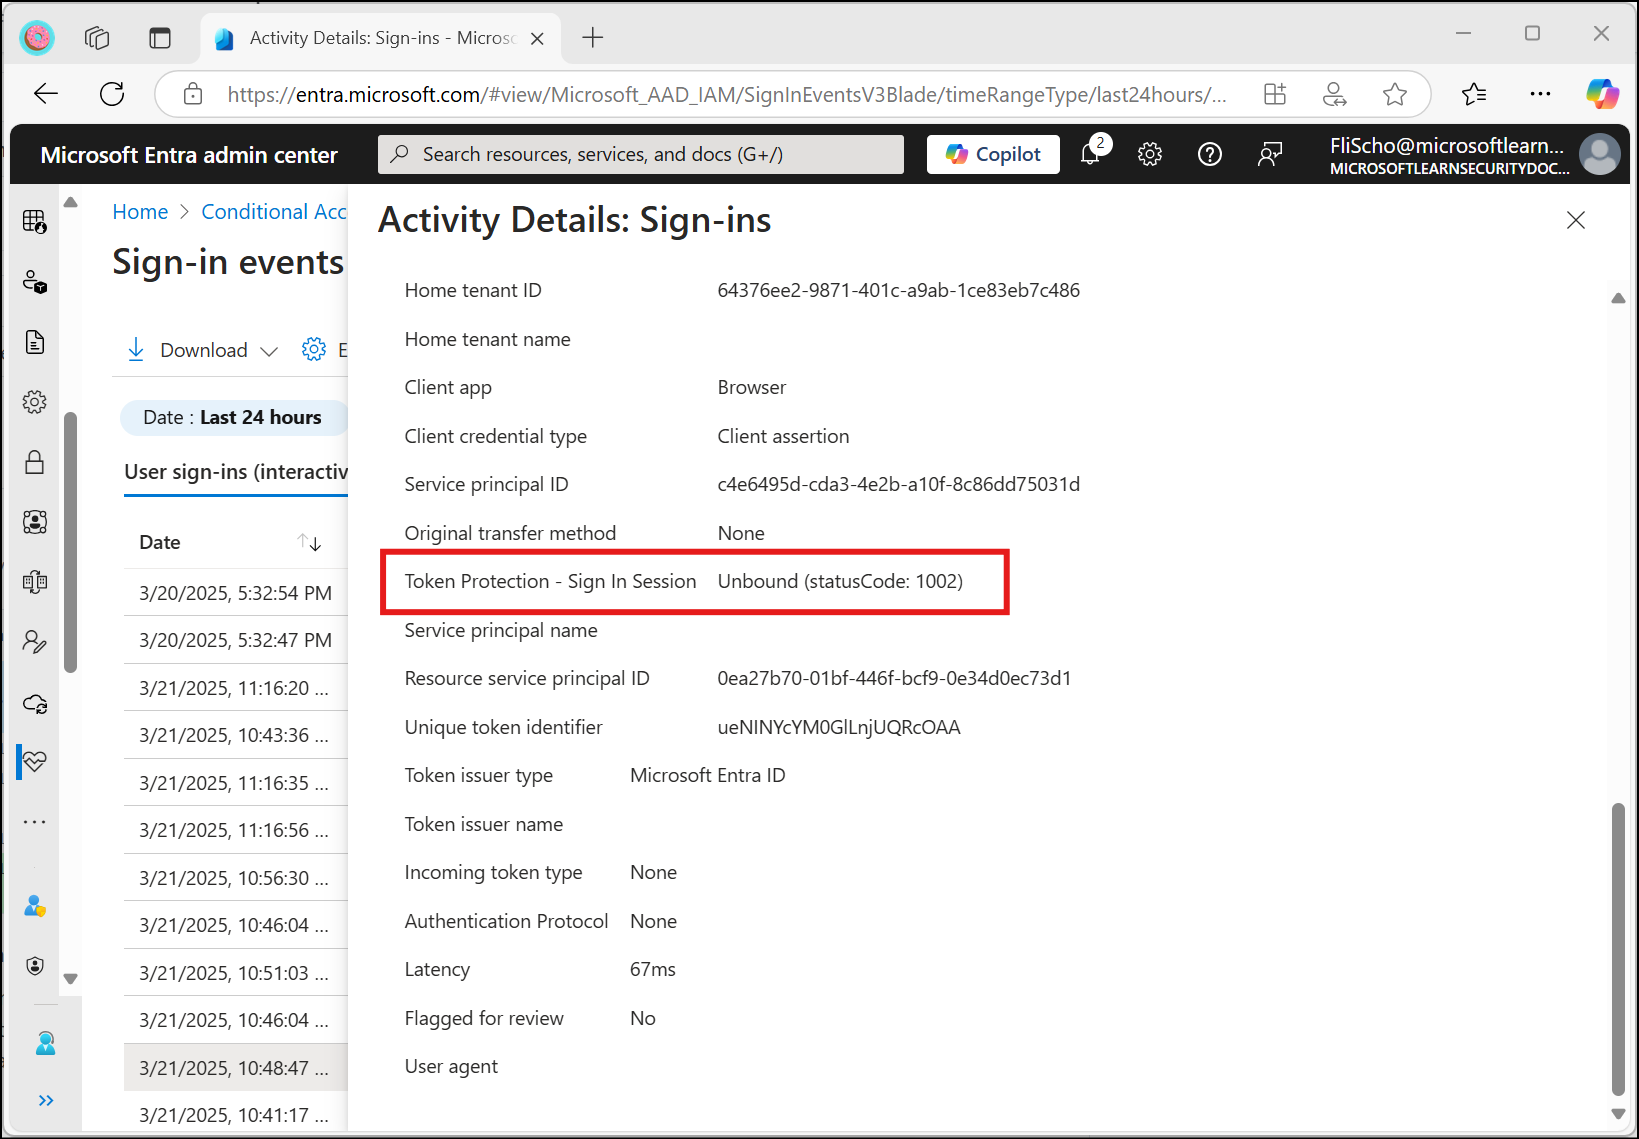 Activity Details: Sign-ins - Microsc
https://entra.microsoft.com/#view/Microsoft_AAD_IAM/SignInEventsV3Blade/timeRangeType/last24hours/...
Microsoft Entra admin center
Search resources, services, and docs (G+/)
Copilot
2
FliScho@microsoftlearn...
MICROSOFTLEARNSECURITYDOC...
Home > Conditional Acc
Sign-in events
Download
E
Date : Last 24 hours
User sign-ins (interactiv
Date
3/20/2025, 5:32:54 PM
3/20/2025, 5:32:47 PM
3/21/2025, 11:16:20 ...
3/21/2025, 10:43:36 ...
3/21/2025, 11:16:35 ...
3/21/2025, 11:16:56 ...
3/21/2025, 10:56:30 ...
3/21/2025, 10:46:04 ...
3/21/2025, 10:51:03 ...
3/21/2025, 10:46:04 ...
3/21/2025, 10:48:47 ...
3/21/2025, 10:41:17 ...
Activity Details: Sign-ins
Home tenant ID 64376ee2-9871-401c-a9ab-1ce83eb7c486
Home tenant name
Client app Browser
Client credential type Client assertion
Service principal ID c4e6495d-cda3-4e2b-a10f-8c86dd75031d
Original transfer method None
Token Protection - Sign In Session Unbound (statusCode: 1002)
Service principal name
Resource service principal ID 0ea27b70-01bf-446f-bcf9-0e34d0ec73d1
Unique token identifier ueNINYcYM0GlLnjUQRcOAA
Token issuer type Microsoft Entra ID
Token issuer name
Incoming token type None
Authentication Protocol None
Latency 67ms
Flagged for review No
User agent